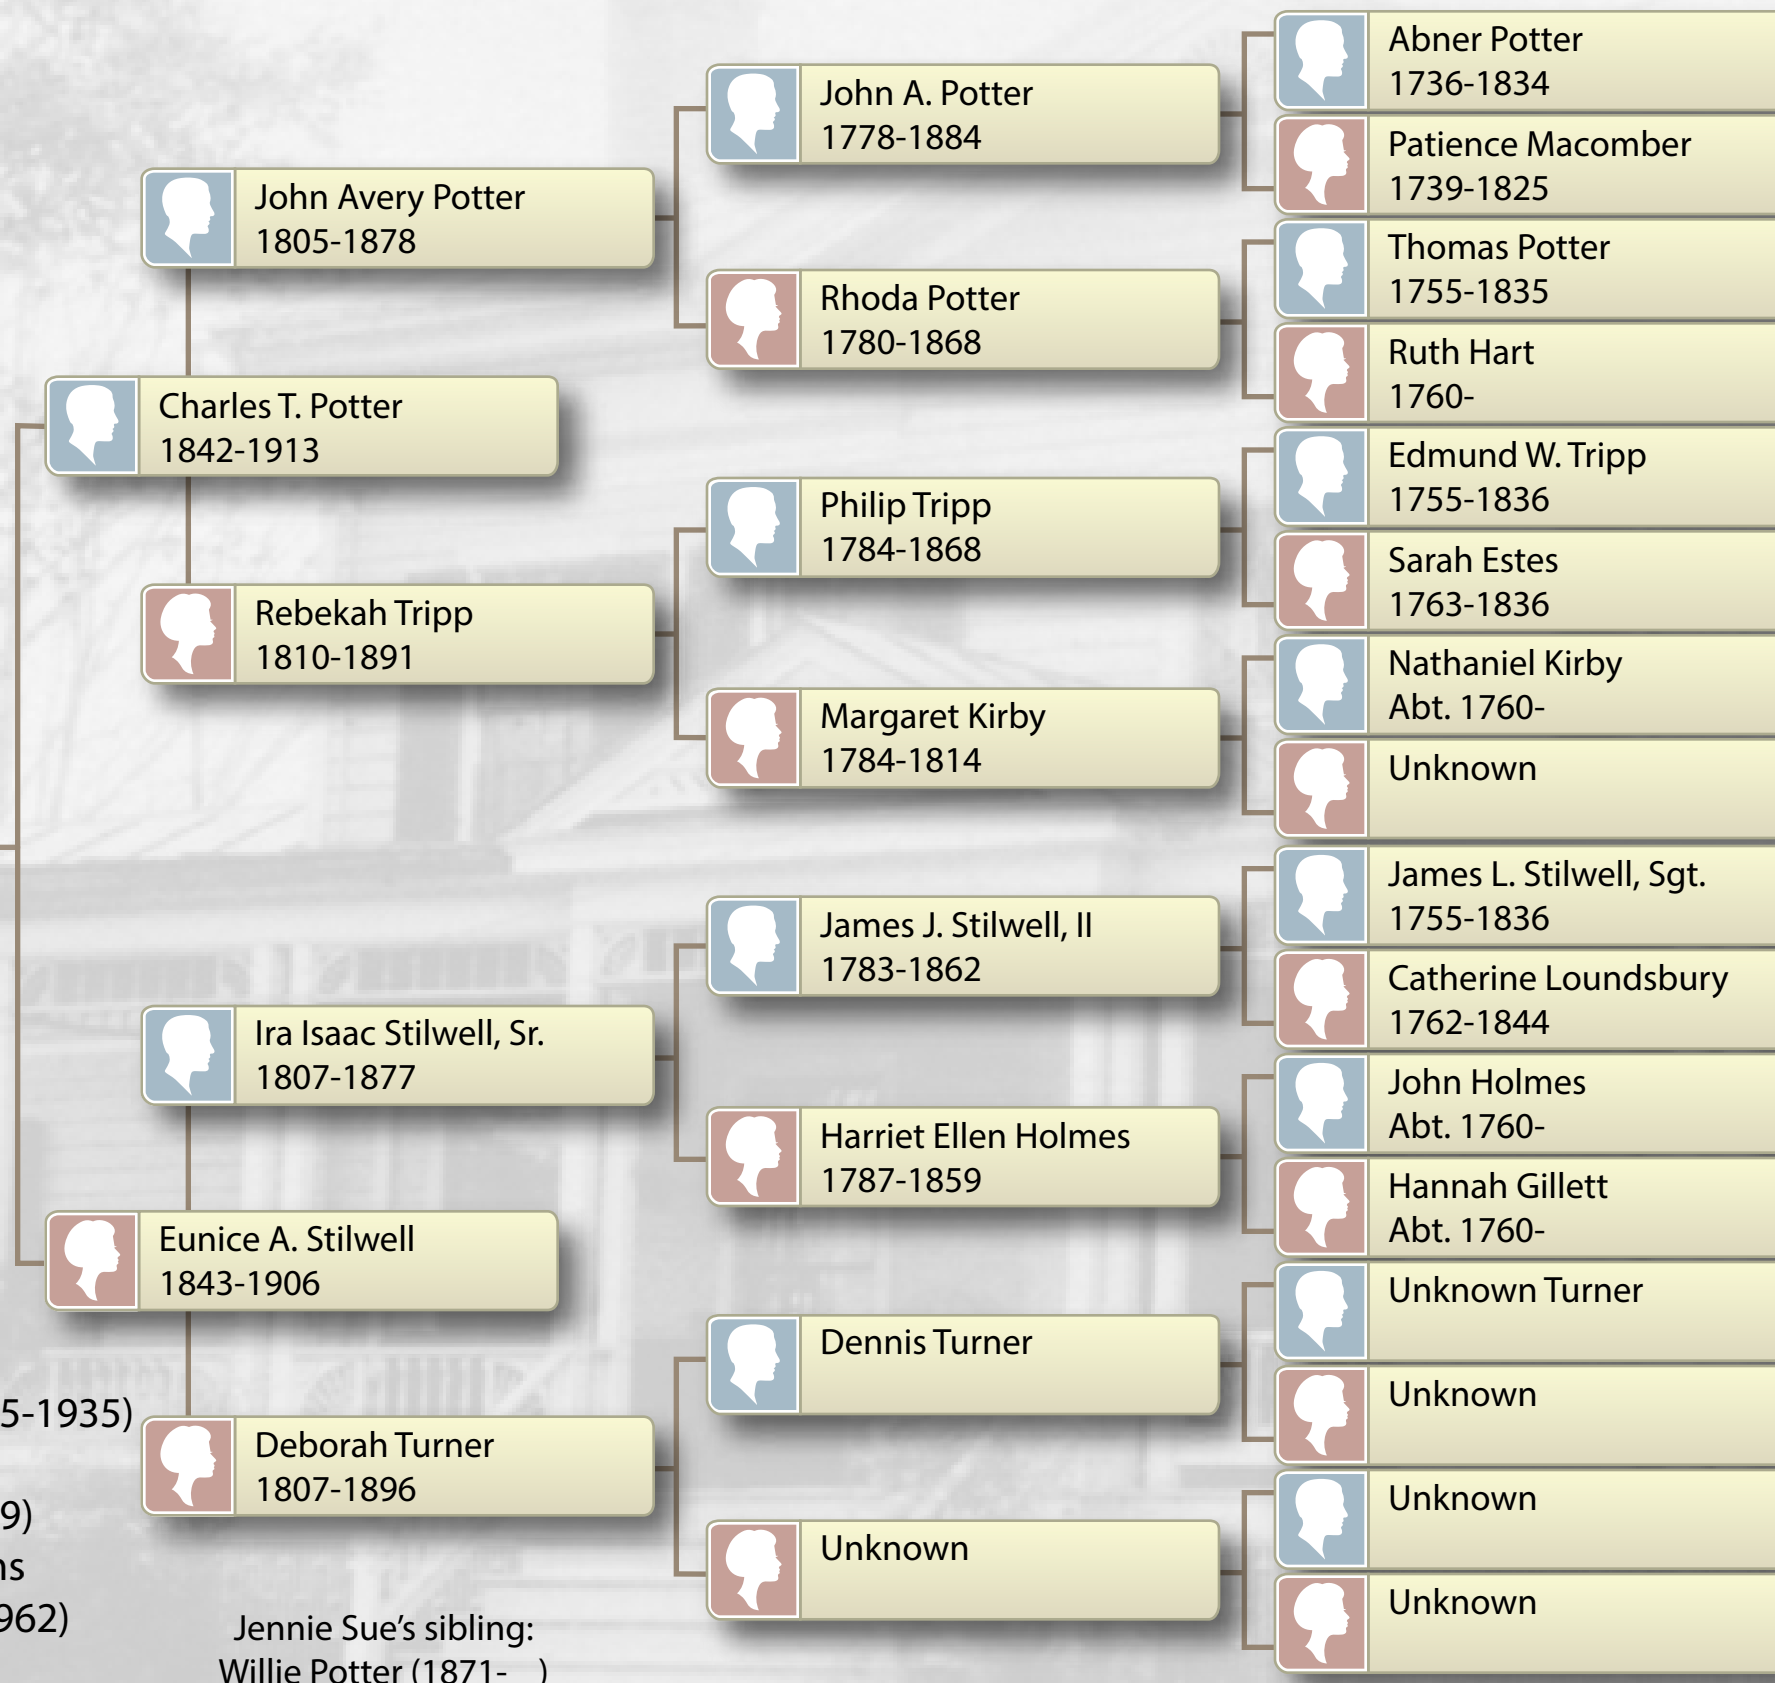 Abner Potter
1736-1834
John A. Potter
1778-1884
Patience Macomber
1739-1825
John Avery Potter
1805-1878
Thomas Potter
1755-1835
Rhoda Potter
1780-1868
Ruth Hart
1760-
Charles T. Potter
1842-1913
Edmund W. Tripp
1755-1836
Philip Tripp
1784-1868
Sarah Estes
1763-1836
Rebekah Tripp
1810-1891
Nathaniel Kirby
Abt. 1760-
Margaret Kirby
1784-1814
Unknown
James L. Stilwell, Sgt.
1755-1836
James J. Stilwell, II
1783-1862
Catherine Loundsbury
1762-1844
Ira Isaac Stilwell, Sr.
1807-1877
John Holmes
Abt. 1760-
Harriet Ellen Holmes
1787-1859
Hannah Gillett
Abt. 1760-
Eunice A. Stilwell
1843-1906
Unknown Turner
Dennis Turner
Unknown
5-1935)
Deborah Turner
1807-1896
Unknown
9)
Unknown
ns
Unknown
962)
Jennie Sue's sibling:
Willie Potter (1871- )